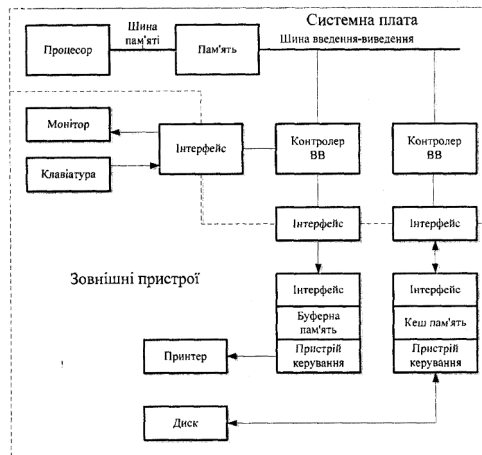 Системна плата
Шина
пам'яті
Процесор
Пам'ять
Шина введення-виведення
Монітор
Клавіатура
Інтерфейс
Контролер
ВВ
Контролер
ВВ
Інтерфейс
Інтерфейс
Зовнішні пристрої
Інтерфейс
Буферна
пам'ять
Пристрій
керування
Інтерфейс
Кеш пам'ять
Пристрій
керування
Принтер
Диск